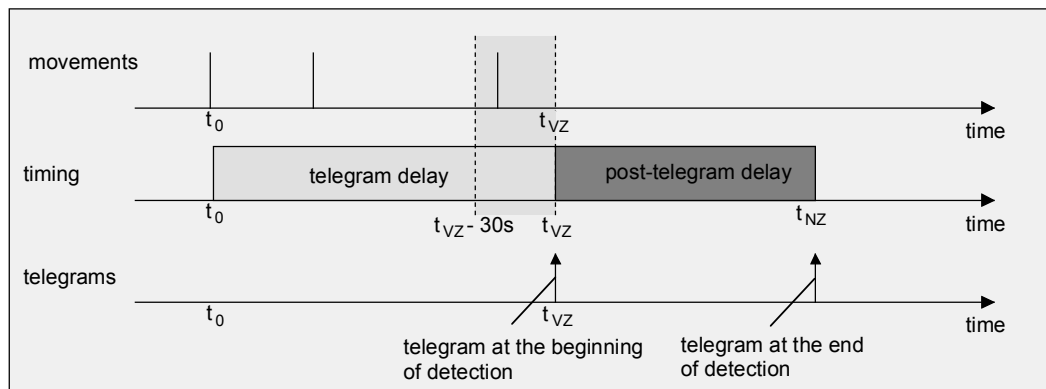 movements
t0
tVZ
time
timing
telegram delay
post-telegram delay
t0
tVZ - 30s
tVZ
tNZ
time
telegrams
t0
tVZ
time
telegram at the beginning
of detection
telegram at the end
of detection